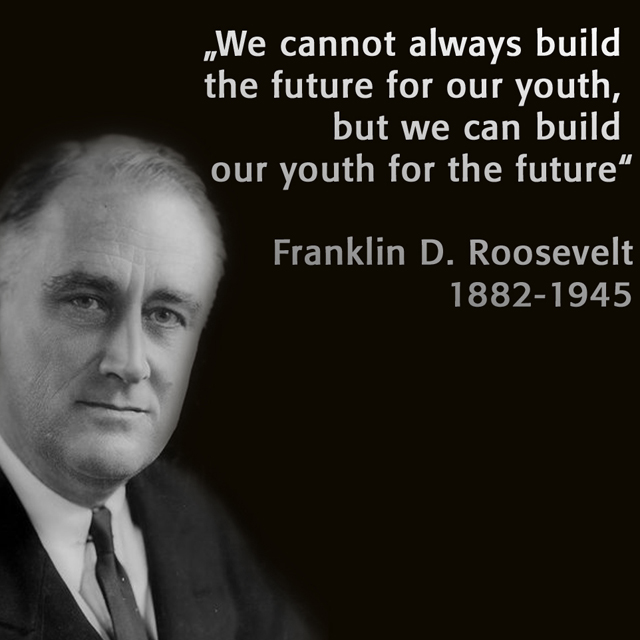 „We cannot always build
the future for our youth,
but we can build
our youth for the future“
Franklin D. Roosevelt
1882-1945